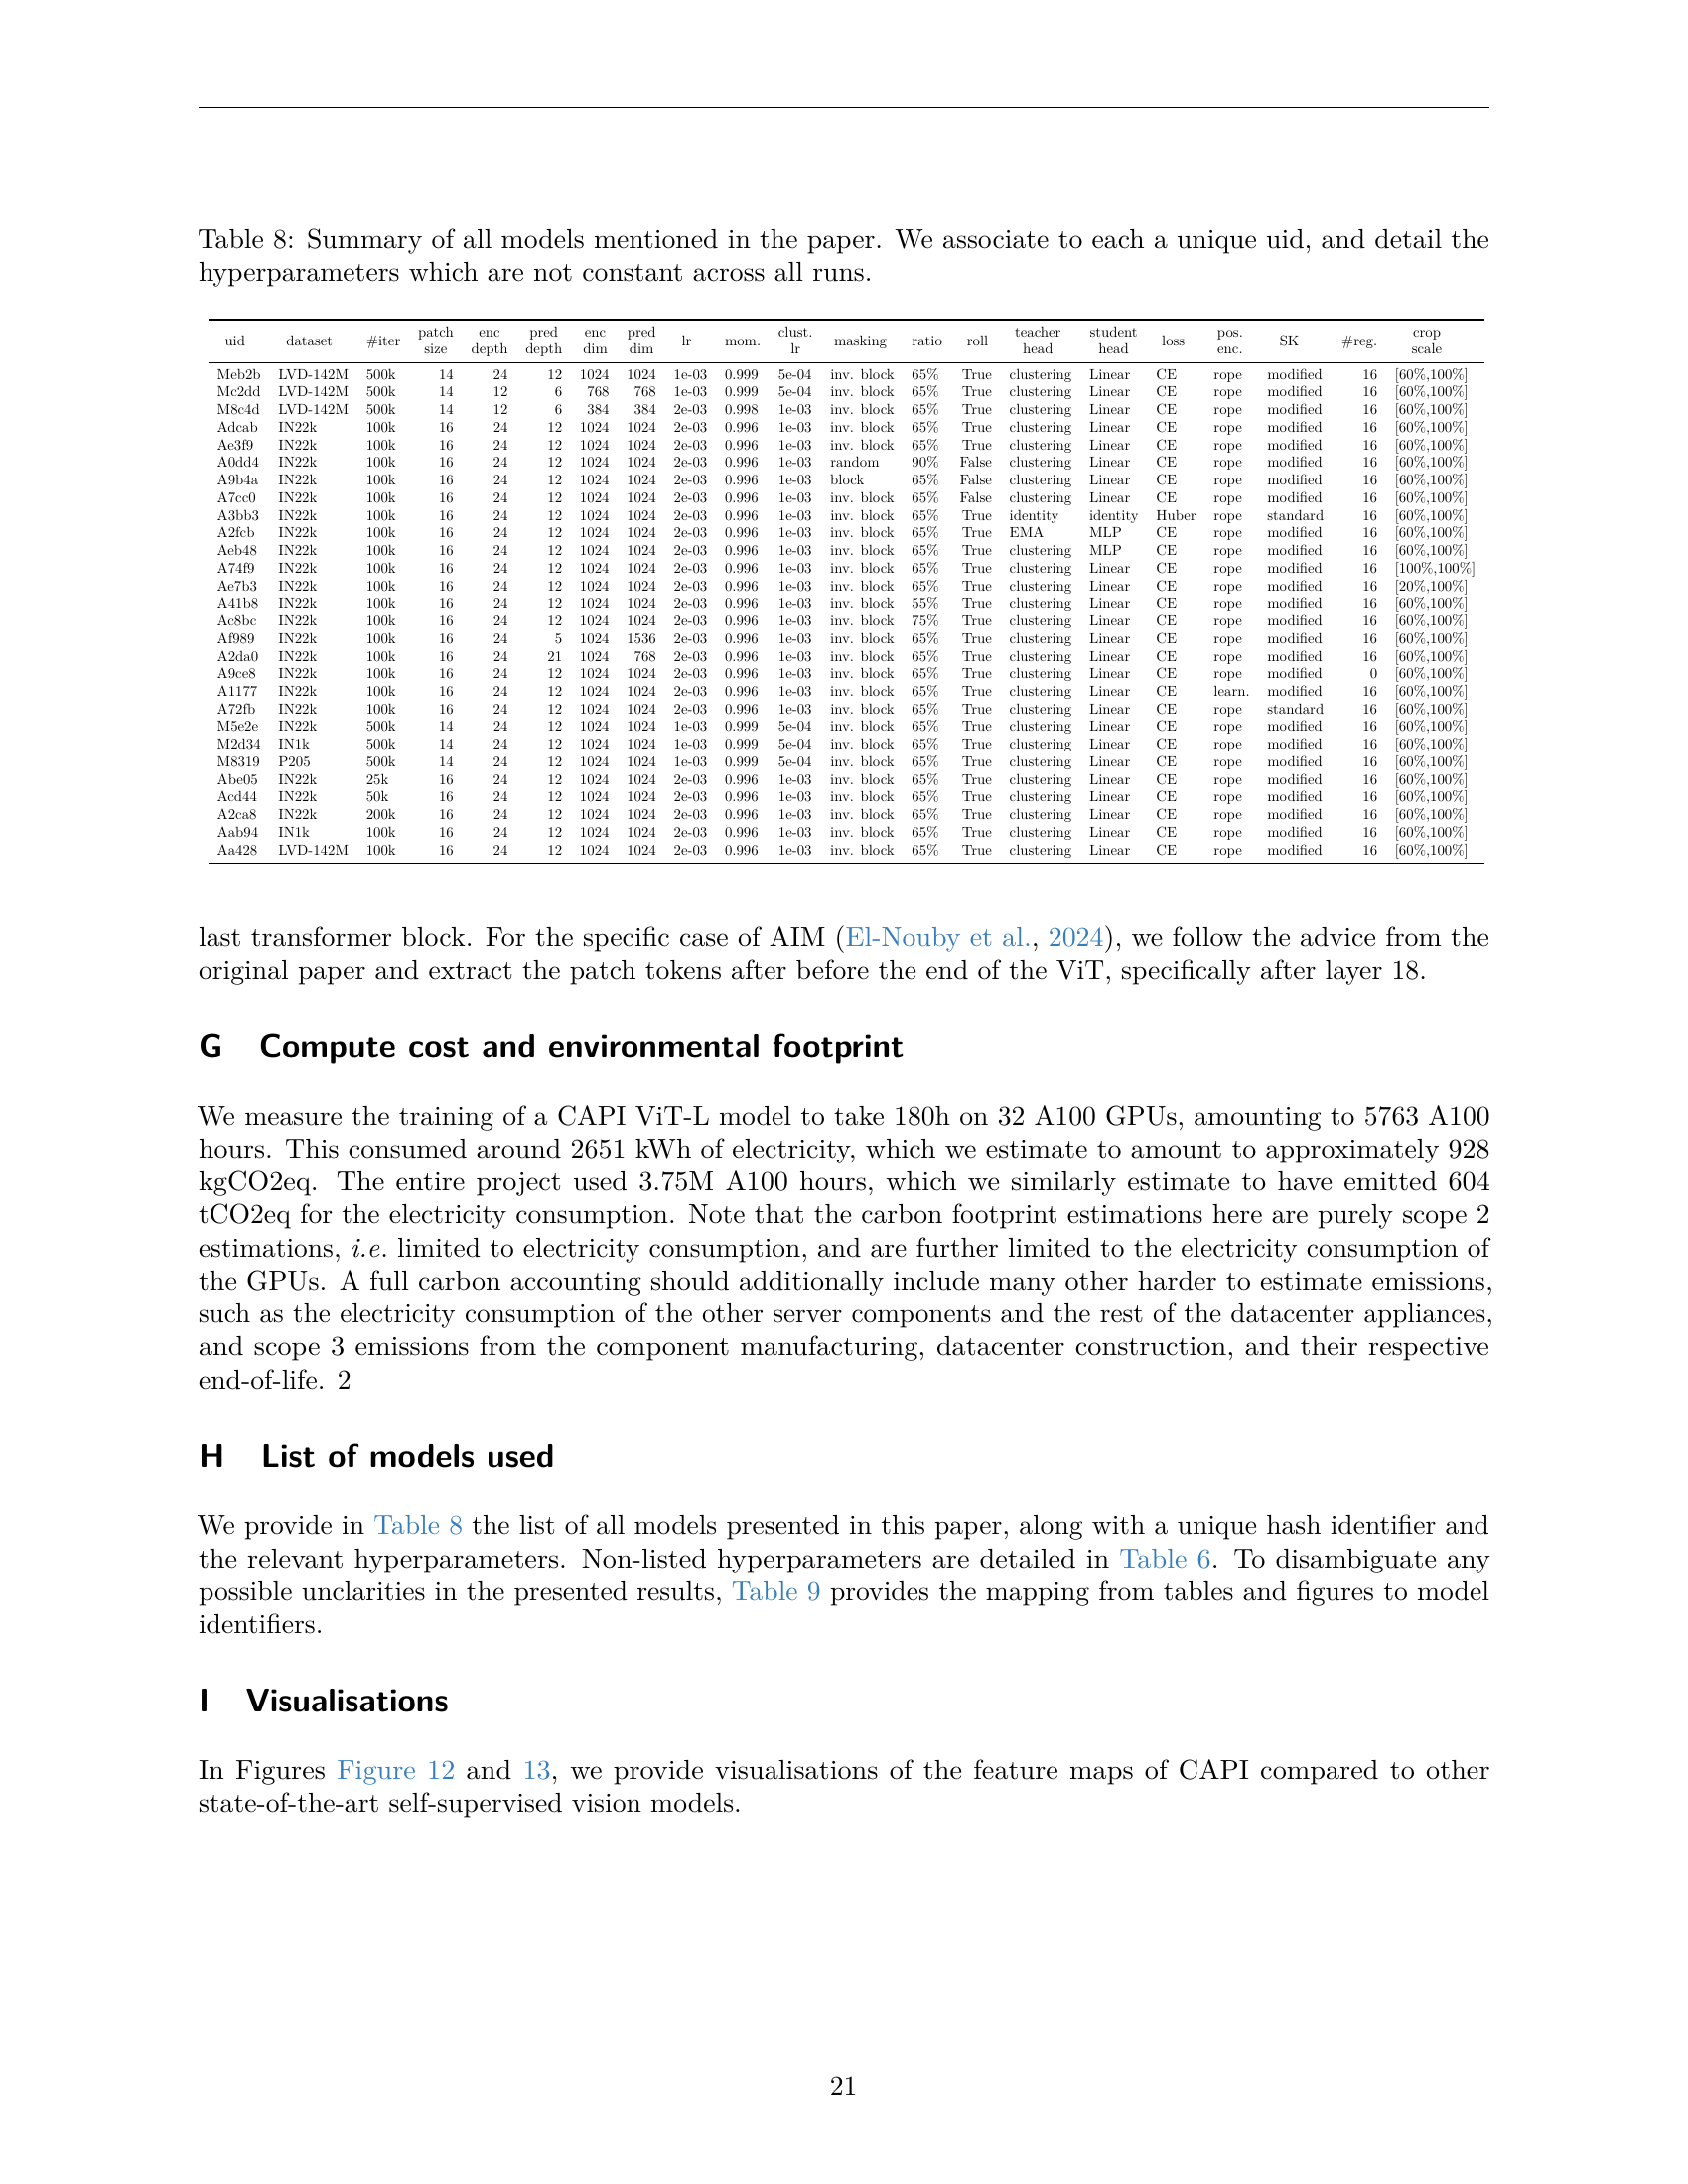 Table 8: Summary of all models mentioned in the paper. We associate to each a unique uid, and detail the
hyperparameters which are not constant across all runs.
uid dataset #iter patch size enc depth pred depth enc dim pred dim lr mom. clust. lr masking ratio roll teacher head student head loss pos. enc. SK #reg. crop scale
Meb2b LVD-142M 500k 14 24 12 1024 1024 1e-03 0.999 5e-04 inv. block 65% True clustering Linear CE rope modified 16 [60%,100%]
Mc2dd LVD-142M 500k 14 12 6 768 768 1e-03 0.999 5e-04 inv. block 65% True clustering Linear CE rope modified 16 [60%,100%]
M8c4d LVD-142M 500k 14 12 6 384 384 2e-03 0.998 1e-03 inv. block 65% True clustering Linear CE rope modified 16 [60%,100%]
Adcab IN22k 100k 16 24 12 1024 1024 2e-03 0.996 1e-03 inv. block 65% True clustering Linear CE rope modified 16 [60%,100%]
Ae3f9 IN22k 100k 16 24 12 1024 1024 2e-03 0.996 1e-03 inv. block 65% True clustering Linear CE rope modified 16 [60%,100%]
A0dd4 IN22k 100k 16 24 12 1024 1024 2e-03 0.996 1e-03 random 90% False clustering Linear CE rope modified 16 [60%,100%]
A9b4a IN22k 100k 16 24 12 1024 1024 2e-03 0.996 1e-03 block 65% False clustering Linear CE rope modified 16 [60%,100%]
A7cc0 IN22k 100k 16 24 12 1024 1024 2e-03 0.996 1e-03 inv. block 65% False clustering Linear CE rope modified 16 [60%,100%]
A3bb3 IN22k 100k 16 24 12 1024 1024 2e-03 0.996 1e-03 inv. block 65% True identity identity Huber rope standard 16 [60%,100%]
A2fcb IN22k 100k 16 24 12 1024 1024 2e-03 0.996 1e-03 inv. block 65% True EMA MLP CE rope modified 16 [60%,100%]
Aeb48 IN22k 100k 16 24 12 1024 1024 2e-03 0.996 1e-03 inv. block 65% True clustering MLP CE rope modified 16 [60%,100%]
A74f9 IN22k 100k 16 24 12 1024 1024 2e-03 0.996 1e-03 inv. block 65% True clustering Linear CE rope modified 16 [100%,100%]
Ae7b3 IN22k 100k 16 24 12 1024 1024 2e-03 0.996 1e-03 inv. block 65% True clustering Linear CE rope modified 16 [20%,100%]
A41b8 IN22k 100k 16 24 12 1024 1024 2e-03 0.996 1e-03 inv. block 55% True clustering Linear CE rope modified 16 [60%,100%]
Ac8bc IN22k 100k 16 24 12 1024 1024 2e-03 0.996 1e-03 inv. block 75% True clustering Linear CE rope modified 16 [60%,100%]
Af989 IN22k 100k 16 24 5 1024 1536 2e-03 0.996 1e-03 inv. block 65% True clustering Linear CE rope modified 16 [60%,100%]
A2da0 IN22k 100k 16 24 21 1024 768 2e-03 0.996 1e-03 inv. block 65% True clustering Linear CE rope modified 16 [60%,100%]
A9ce8 IN22k 100k 16 24 12 1024 1024 2e-03 0.996 1e-03 inv. block 65% True clustering Linear CE rope modified 0 [60%,100%]
A1177 IN22k 100k 16 24 12 1024 1024 2e-03 0.996 1e-03 inv. block 65% True clustering Linear CE learn. modified 16 [60%,100%]
A72fb IN22k 100k 16 24 12 1024 1024 2e-03 0.996 1e-03 inv. block 65% True clustering Linear CE rope standard 16 [60%,100%]
M5e2e IN22k 500k 14 24 12 1024 1024 1e-03 0.999 5e-04 inv. block 65% True clustering Linear CE rope modified 16 [60%,100%]
M2d34 IN1k 500k 14 24 12 1024 1024 1e-03 0.999 5e-04 inv. block 65% True clustering Linear CE rope modified 16 [60%,100%]
M8319 P205 500k 14 24 12 1024 1024 1e-03 0.999 5e-04 inv. block 65% True clustering Linear CE rope modified 16 [60%,100%]
Abe05 IN22k 25k 16 24 12 1024 1024 2e-03 0.996 1e-03 inv. block 65% True clustering Linear CE rope modified 16 [60%,100%]
Acd44 IN22k 50k 16 24 12 1024 1024 2e-03 0.996 1e-03 inv. block 65% True clustering Linear CE rope modified 16 [60%,100%]
A2ca8 IN22k 200k 16 24 12 1024 1024 2e-03 0.996 1e-03 inv. block 65% True clustering Linear CE rope modified 16 [60%,100%]
Aab94 IN1k 100k 16 24 12 1024 1024 2e-03 0.996 1e-03 inv. block 65% True clustering Linear CE rope modified 16 [60%,100%]
Aa428 LVD-142M 100k 16 24 12 1024 1024 2e-03 0.996 1e-03 inv. block 65% True clustering Linear CE rope modified 16 [60%,100%]
last transformer block. For the specific case of AIM (El-Nouby et al., 2024), we follow the advice from the
original paper and extract the patch tokens after before the end of the ViT, specifically after layer 18.
G Compute cost and environmental footprint
We measure the training of a CAPI ViT-L model to take 180h on 32 A100 GPUs, amounting to 5763 A100
hours. This consumed around 2651 kWh of electricity, which we estimate to amount to approximately 928
kgCO2eq. The entire project used 3.75M A100 hours, which we similarly estimate to have emitted 604
tCO2eq for the electricity consumption. Note that the carbon footprint estimations here are purely scope 2
estimations, i.e. limited to electricity consumption, and are further limited to the electricity consumption of
the GPUs. A full carbon accounting should additionally include many other harder to estimate emissions,
such as the electricity consumption of the other server components and the rest of the datacenter appliances,
and scope 3 emissions from the component manufacturing, datacenter construction, and their respective
end-of-life. 2
H List of models used
We provide in Table 8 the list of all models presented in this paper, along with a unique hash identifier and
the relevant hyperparameters. Non-listed hyperparameters are detailed in Table 6. To disambiguate any
possible unclarities in the presented results, Table 9 provides the mapping from tables and figures to model
identifiers.
I Visualisations
In Figures Figure 12 and 13, we provide visualisations of the feature maps of CAPI compared to other
state-of-the-art self-supervised vision models.
21